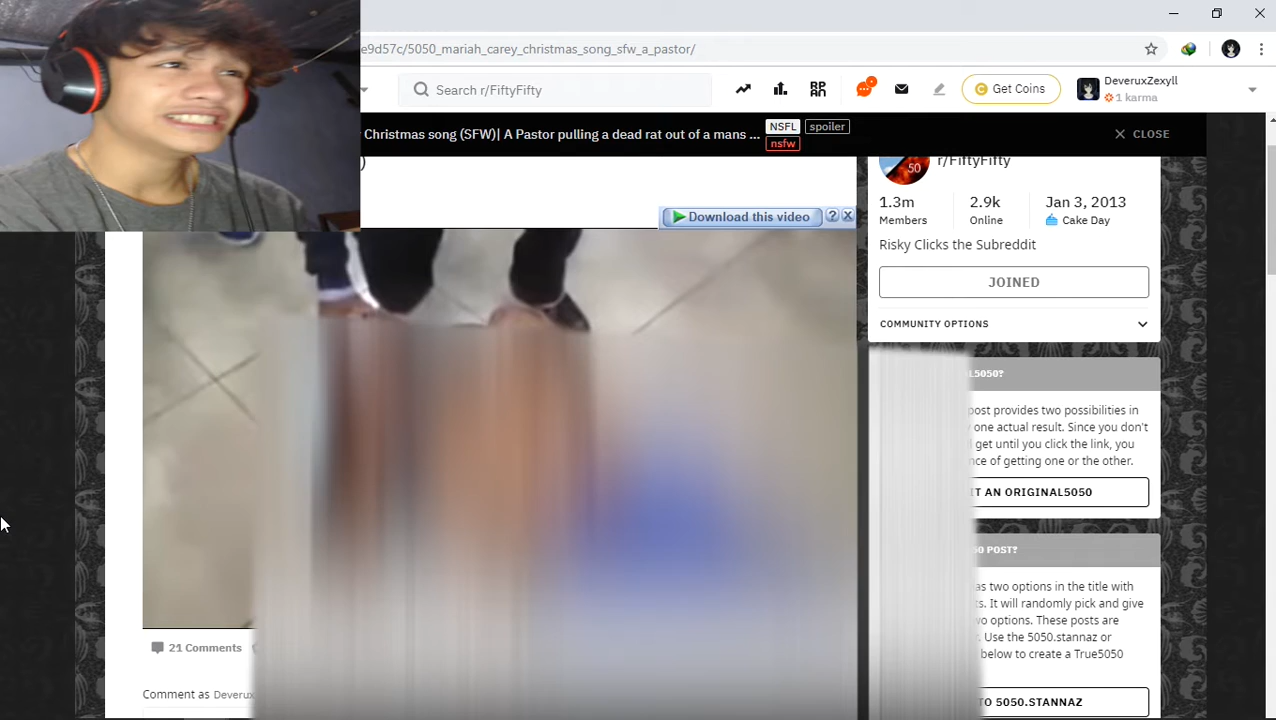 e9d57c/5050_mariah_carey_christmas_song_sfw_a_pastor/
Search r/FiftyFifty
Get Coins
DeveruxZexyll
1 karma
Christmas song (SFW)| A Pastor pulling a dead rat out of a mans ...
NSFL
spoiler
nsfw
CLOSE
)
Download this video
50
r/FiftyFifty
1.3m
Members
2.9k
Online
Jan 3, 2013
Cake Day
Risky Clicks the Subreddit
JOINED
COMMUNITY OPTIONS
L5050?
post provides two possibilities in
one actual result. Since you don't
get until you click the link, you
nce of getting one or the other.
IT AN ORIGINAL5050
50 POST?
as two options in the title with
ts. It will randomly pick and give
wo options. These posts are
. Use the 5050.stannaz or
below to create a True5050
TO 5050.STANNAZ
21 Comments
Comment as Deverux